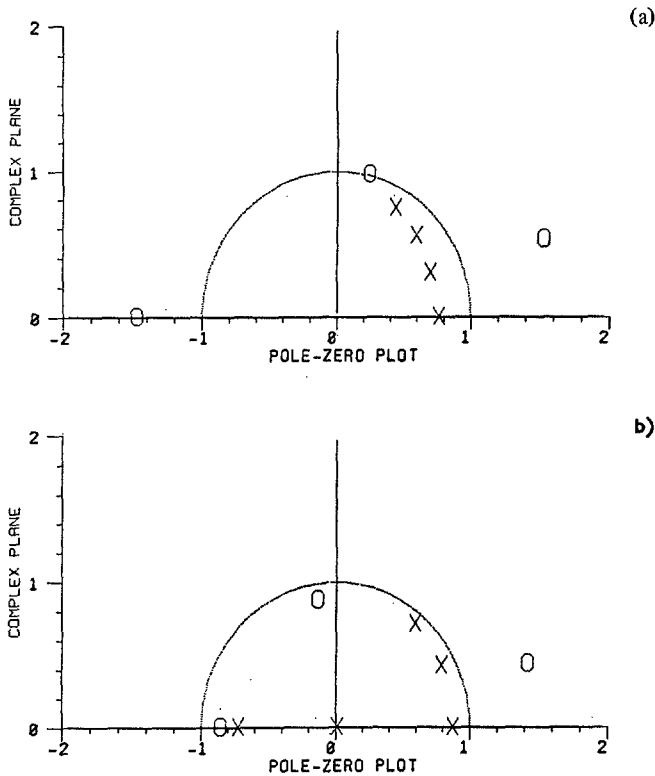 (a)
2
1
0
COMPLEX PLANE
-2 -1 0 1 2
POLE-ZERO PLOT
b)
2
1
0
COMPLEX PLANE
-2 -1 0 1 2
POLE-ZERO PLOT